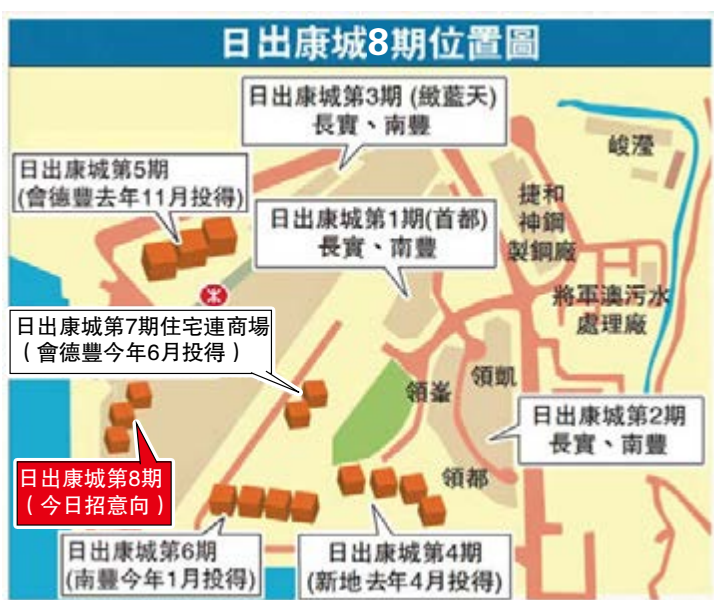 日出康城8期位置圖
日出康城第3期 (緻藍天)
長實、南豐
峻瀅
日出康城第5期
(會德豐去年11月投得)
捷和
神鋼
製鋼廠
日出康城第1期(首都)
長實、南豐
將軍澳污水
處理廠
日出康城第7期住宅連商場
（會德豐今年6月投得）
領峯
領凱
日出康城第2期
長實、南豐
領都
日出康城第8期
（今日招意向）
日出康城第6期
(南豐今年1月投得)
日出康城第4期
(新地去年4月投得)